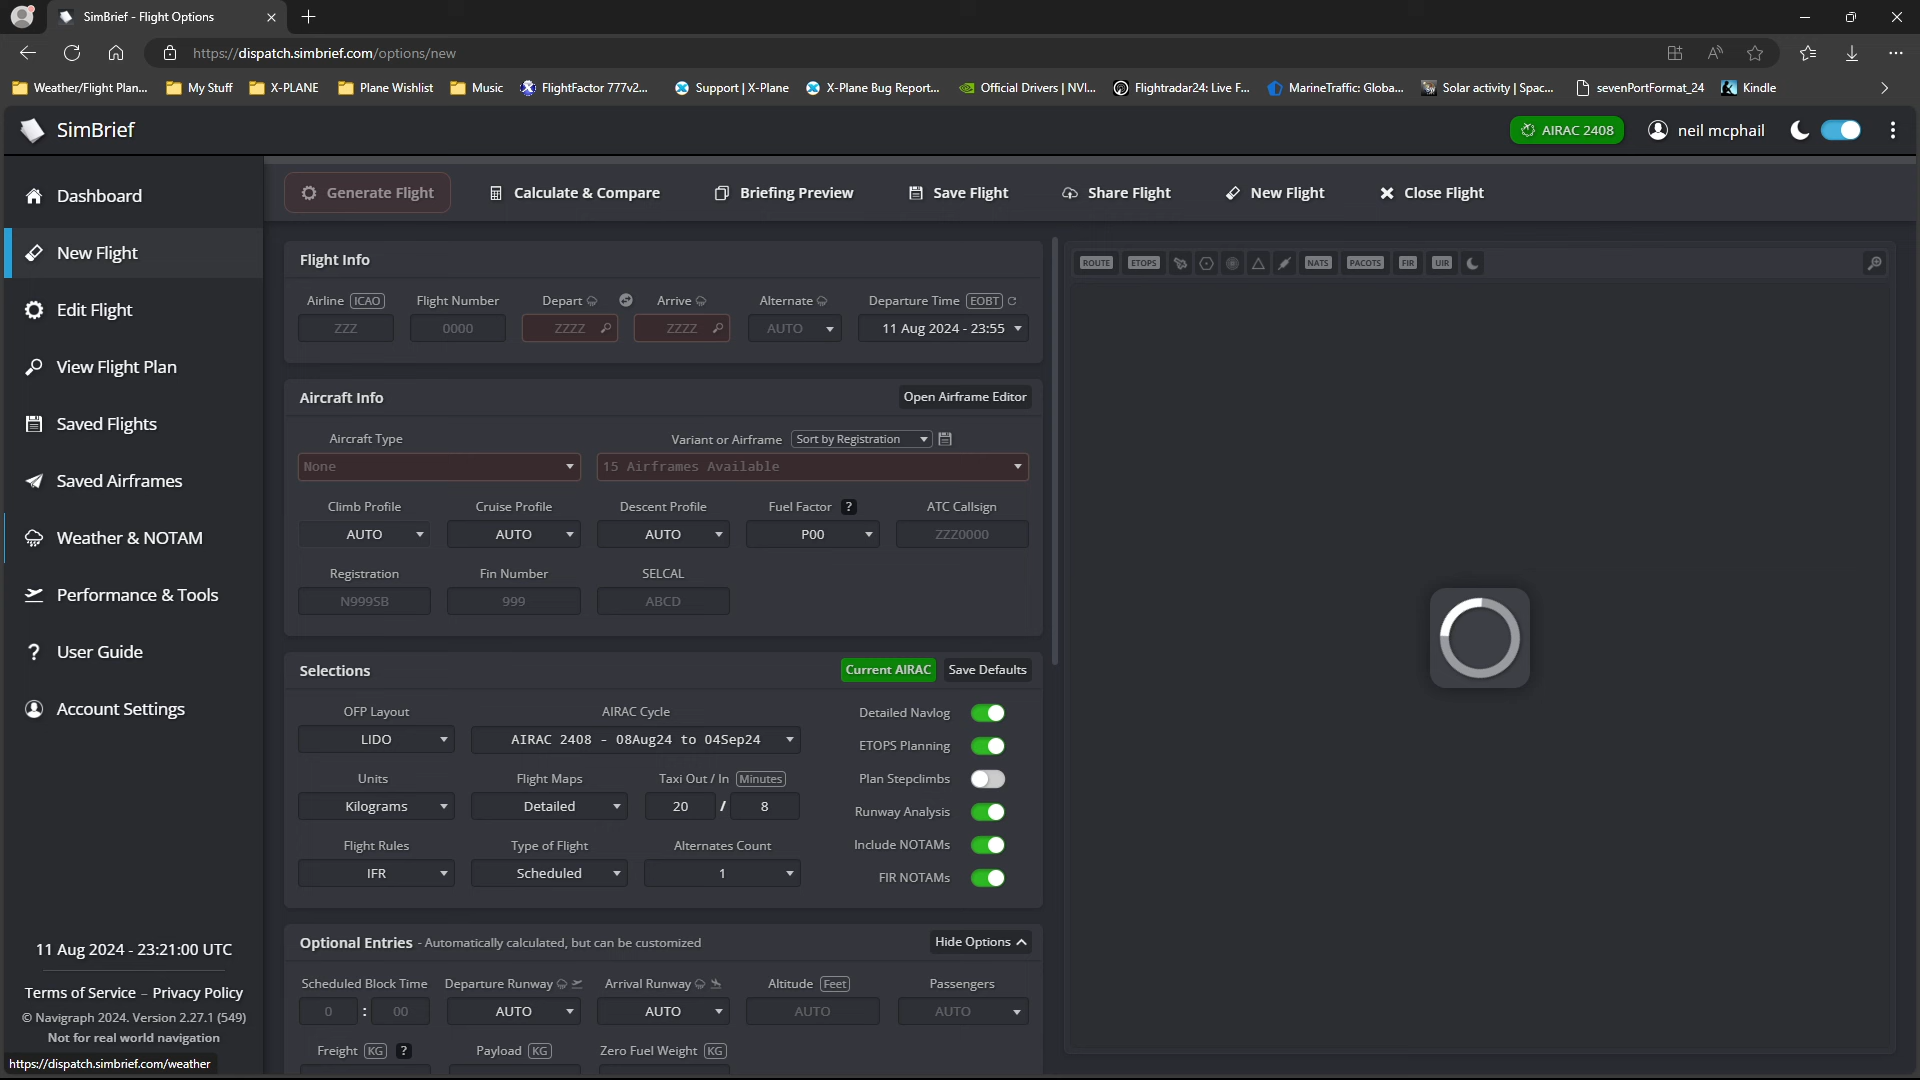 SimBrief - Flight Options
https://dispatch.simbrief.com/options/new
Weather/Flight Plan...
My Stuff
X-PLANE
Plane Wishlist
Music
FlightFactor 777v2...
Support | X-Plane
X-Plane Bug Report...
Official Drivers | NVI...
Flightradar24: Live F...
MarineTraffic: Globa...
Solar activity | Spac...
sevenPortFormat_24
Kindle
SimBrief
AIRAC 2408
neil mcphail
Dashboard
New Flight
Edit Flight
View Flight Plan
Saved Flights
Saved Airframes
Weather & NOTAM
Performance & Tools
User Guide
Account Settings
11 Aug 2024 - 23:21:00 UTC
Terms of Service – Privacy Policy
© Navigraph 2024. Version 2.27.1 (549)
Not for real world navigation
https://dispatch.simbrief.com/weather
Generate Flight
Calculate & Compare
Briefing Preview
Save Flight
Share Flight
New Flight
Close Flight
Flight Info
Airline ICAO Flight Number Depart Arrive Alternate Departure Time EOBT
ZZZ 0000 ZZZZ ZZZZ AUTO 11 Aug 2024 - 23:55
Aircraft Info Open Airframe Editor
Aircraft Type Variant or Airframe Sort by Registration
None 15 Airframes Available
Climb Profile Cruise Profile Descent Profile Fuel Factor ? ATC Callsign
AUTO AUTO AUTO P00 ZZZ0000
Registration Fin Number SELCAL
N999SB 999 ABCD
Selections Current AIRAC Save Defaults
OFP Layout AIRAC Cycle Detailed Navlog
LIDO AIRAC 2408 - 08Aug24 to 04Sep24
ETOPS Planning
Units Flight Maps Taxi Out / In Minutes Plan Stepclimbs
Kilograms Detailed 20 / 8 Runway Analysis
Flight Rules Type of Flight Alternates Count Include NOTAMs
IFR Scheduled 1 FIR NOTAMs
Optional Entries - Automatically calculated, but can be customized Hide Options
Scheduled Block Time Departure Runway Arrival Runway Altitude Feet Passengers
0 : 00 AUTO AUTO AUTO AUTO
Freight KG ? Payload KG Zero Fuel Weight KG
ROUTE ETOPS NATS PACOTS FIR UIR